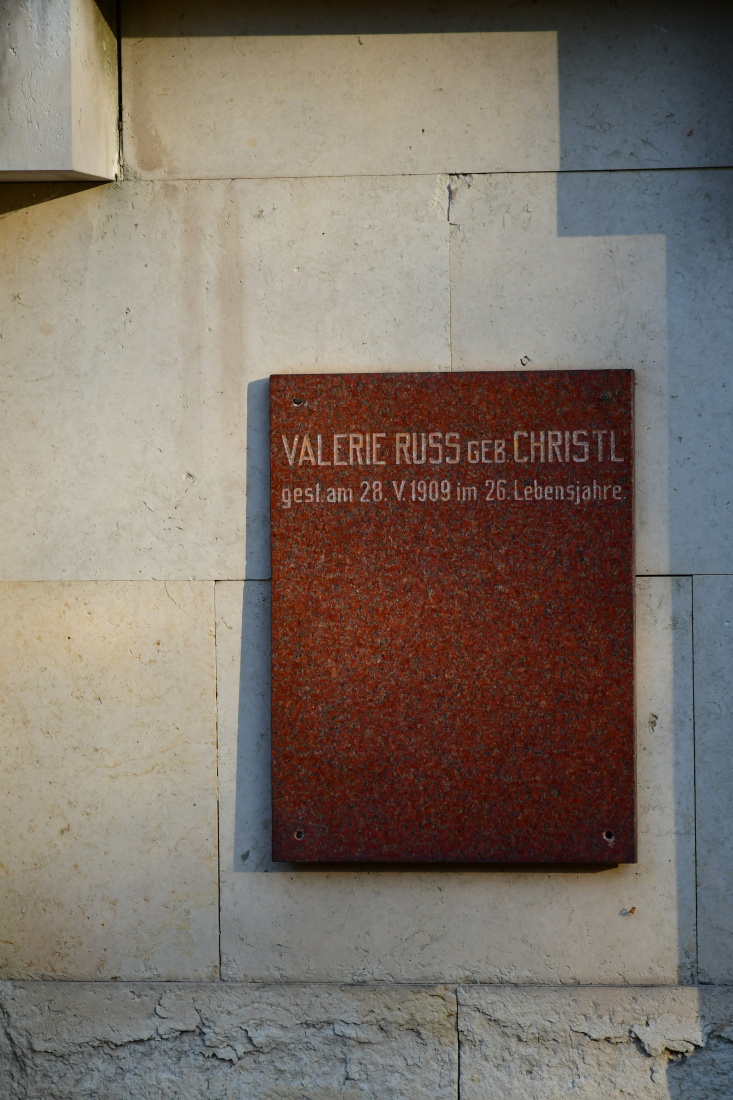 VALERIE RUSS GEB. CHRISTL
gest. am 28. V. 1909 im 26. Lebensjahre.